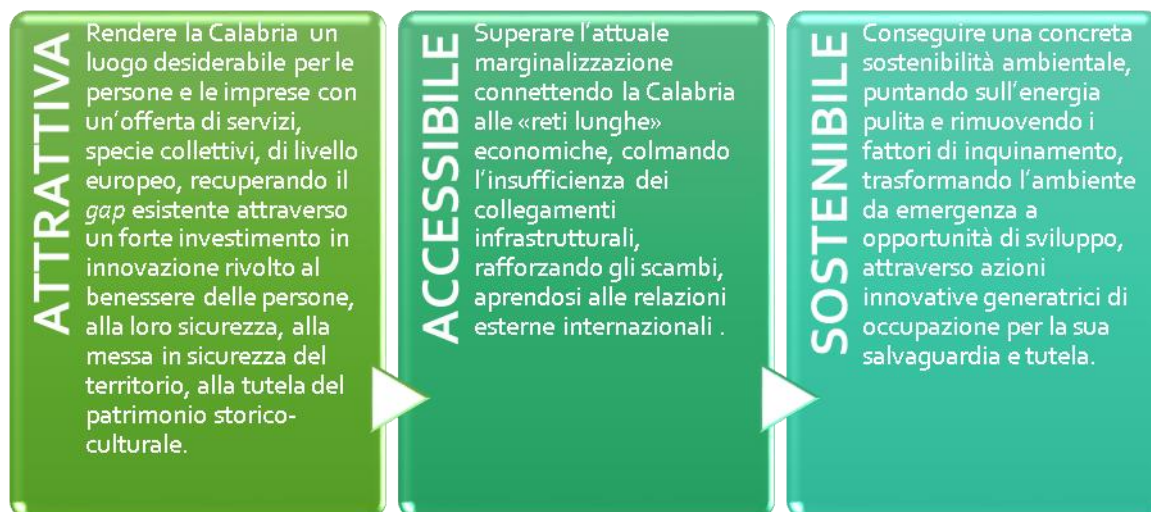 ATTRATTIVA
Rendere la Calabria un
luogo desiderabile per le
persone e le imprese con
un'offerta di servizi,
specie collettivi, di livello
europeo, recuperando il
gap esistente attraverso
un forte investimento in
innovazione rivolto al
benessere delle persone,
alla loro sicurezza, alla
messa in sicurezza del
territorio, alla tutela del
patrimonio storico-
culturale.
ACCESSIBILE
Superare l'attuale
marginalizzazione
connettendo la Calabria
alle «reti lunghe»
economiche, colmando
l'insufficienza dei
collegamenti
infrastrutturali,
rafforzando gli scambi,
aprendosi alle relazioni
esterne internazionali .
SOSTENIBILE
Conseguire una concreta
sostenibilità ambientale,
puntando sull'energia
pulita e rimuovendo i
fattori di inquinamento,
trasformando l'ambiente
da emergenza a
opportunità di sviluppo,
attraverso azioni
innovative generatrici di
occupazione per la sua
salvaguardia e tutela.